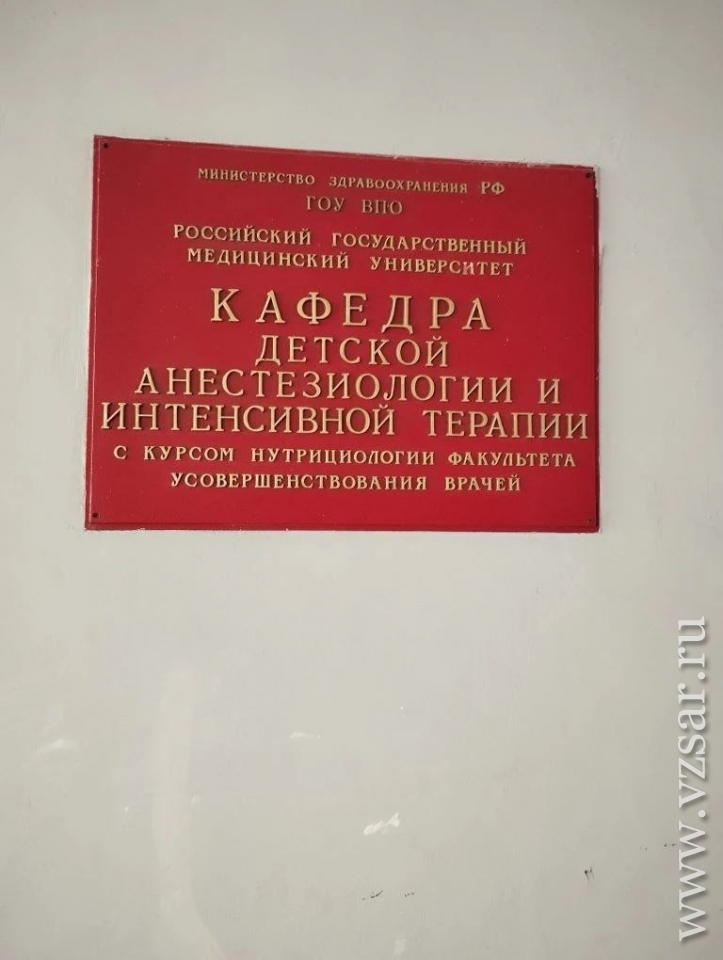 МИНИСТЕРСТВО ЗДРАВООХРАНЕНИЯ РФ
ГОУ ВПО
РОССИЙСКИЙ ГОСУДАРСТВЕННЫЙ
МЕДИЦИНСКИЙ УНИВЕРСИТЕТ
КАФЕДРА
ДЕТСКОЙ
АНЕСТЕЗИОЛОГИИ И
ИНТЕНСИВНОЙ ТЕРАПИИ
С КУРСОМ НУТРИЦИОЛОГИИ ФАКУЛЬТЕТА
УСОВЕРШЕНСТВОВАНИЯ ВРАЧЕЙ
www.vzsar.ru